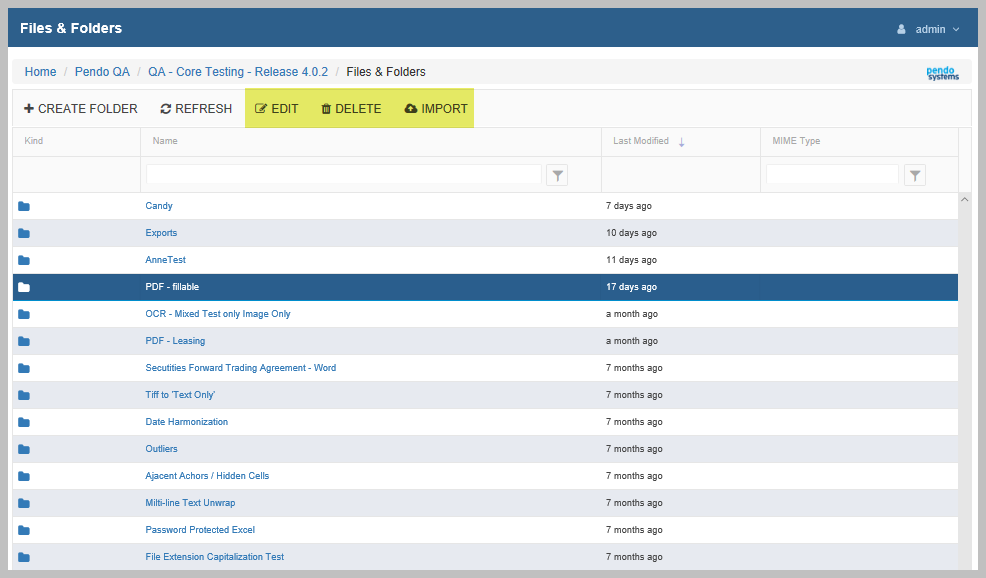 Files & Folders
admin
Home / Pendo QA / QA - Core Testing - Release 4.0.2 / Files & Folders
pendo
systems
CREATE FOLDER REFRESH EDIT DELETE IMPORT
Kind Name Last Modified MIME Type
Candy 7 days ago
Exports 10 days ago
AnneTest 11 days ago
PDF - fillable 17 days ago
OCR - Mixed Test only Image Only a month ago
PDF - Leasing a month ago
Secutities Forward Trading Agreement - Word 7 months ago
Tiff to 'Text Only' 7 months ago
Date Harmonization 7 months ago
Outliers 7 months ago
Ajacent Achors / Hidden Cells 7 months ago
Milti-line Text Unwrap 7 months ago
Password Protected Excel 7 months ago
File Extension Capitalization Test 7 months ago